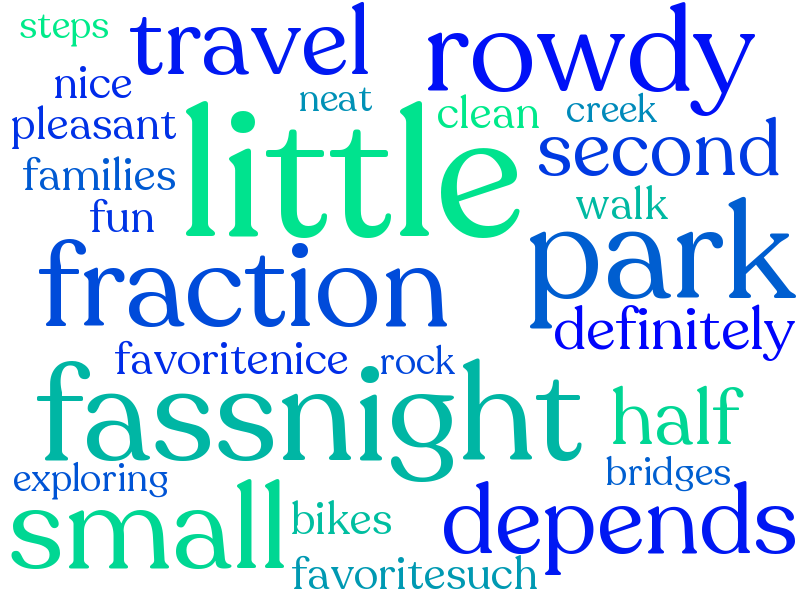 steps
travel
rowdy
nice
neat
clean
creek
pleasant
little
second
families
walk
fun
park
fraction
definitely
favoritenice
rock
fassnight
half
exploring
bridges
small
bikes
depends
favoritesuch